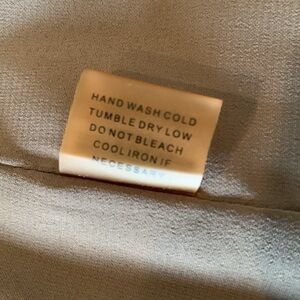 HAND WASH COLD
TUMBLE DRY LOW
DO NOT BLEACH
COOL IRON IF
NECESSARY